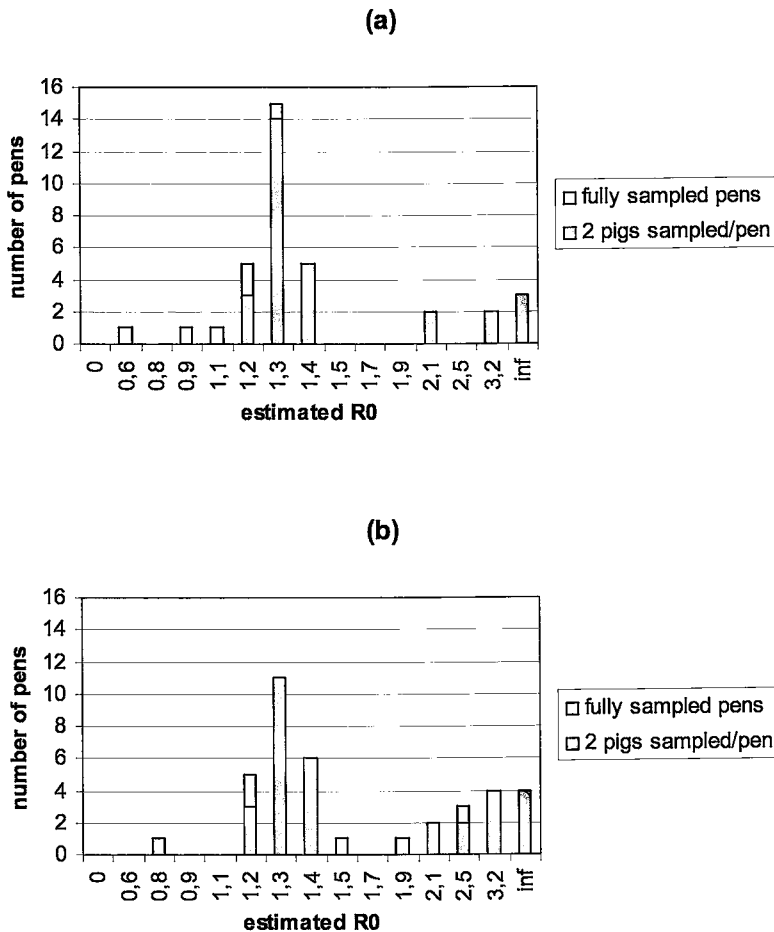 (a)
16
14
12
10
8
6
4
2
0
number of pens
0 0,6 0,8 0,9 1,1 1,2 1,3 1,4 1,5 1,7 1,9 2,1 2,5 3,2 inf
estimated R0
fully sampled pens
2 pigs sampled/pen
(b)
16
14
12
10
8
6
4
2
0
number of pens
0 0,6 0,8 0,9 1,1 1,2 1,3 1,4 1,5 1,7 1,9 2,1 2,5 3,2 inf
estimated R0
fully sampled pens
2 pigs sampled/pen